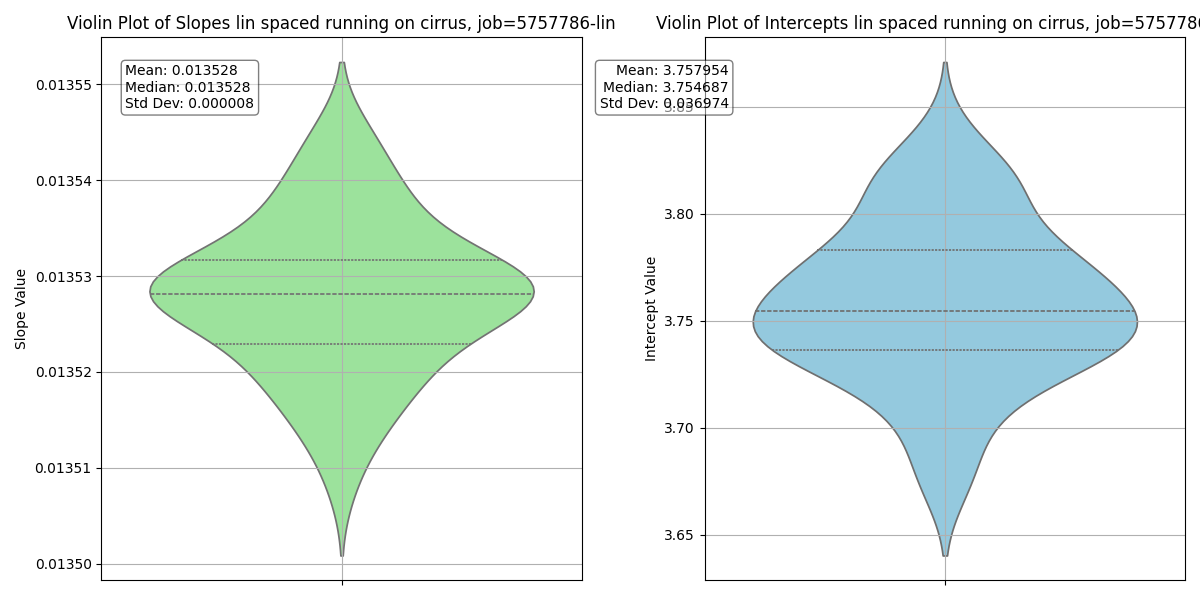 Violin Plot of Slopes lin spaced running on cirrus, job=5757786-lin
Mean: 0.013528
Median: 0.013528
Std Dev: 0.000008
0.01355
0.01354
0.01353
0.01352
0.01351
0.01350
Slope Value
Violin Plot of Intercepts lin spaced running on cirrus, job=5757786
Mean: 3.757954
Median: 3.754687
Std Dev: 0.036974
3.85
3.80
3.75
3.70
3.65
Intercept Value